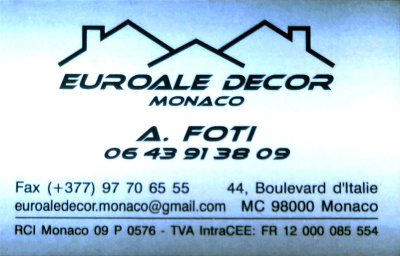 EUROALE DECOR
MONACO
A. FOTI
06 43 91 38 09
Fax (+377) 97 70 65 55 44, Boulevard d'Italie
euroaledecor.monaco@gmail.com MC 98000 Monaco
RCI Monaco 09 P 0576 - TVA IntraCEE: FR 12 000 085 554